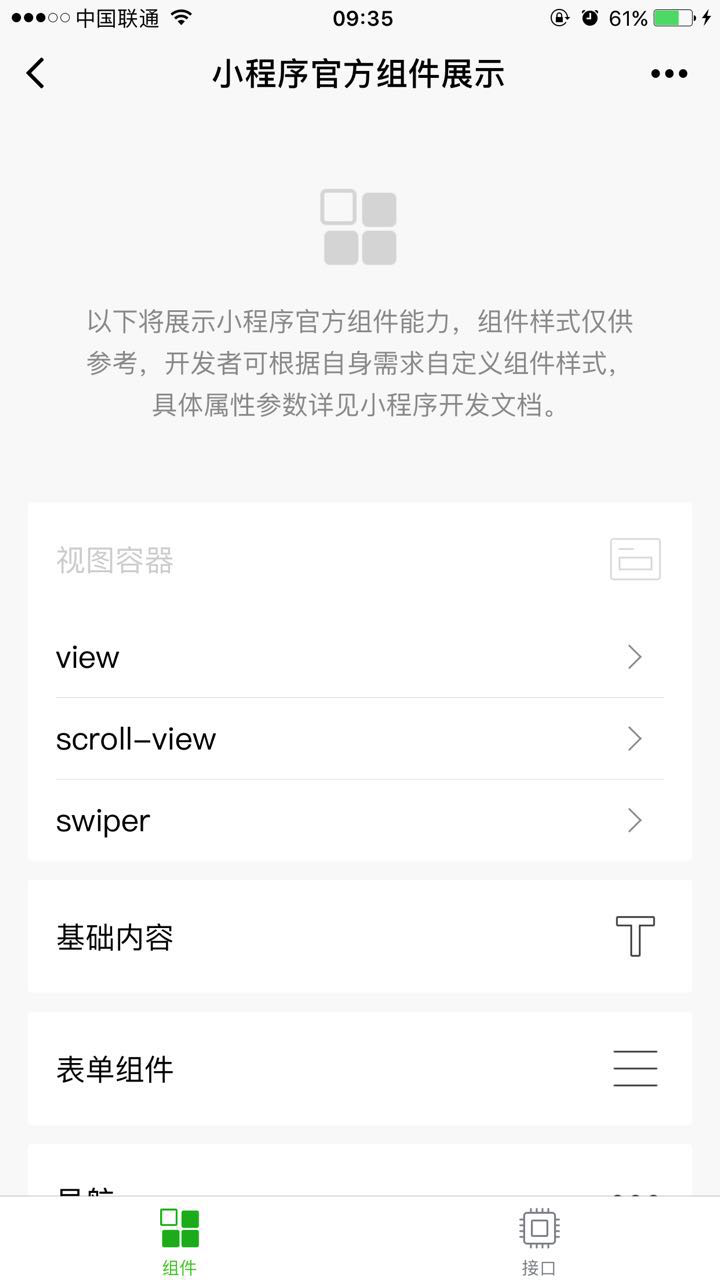 中国联通
09:35
61%
小程序官方组件展示
以下将展示小程序官方组件能力，组件样式仅供
参考，开发者可根据自身需求自定义组件样式，
具体属性参数详见小程序开发文档。
视图容器
view
scroll-view
swiper
基础内容
表单组件
组件
接口